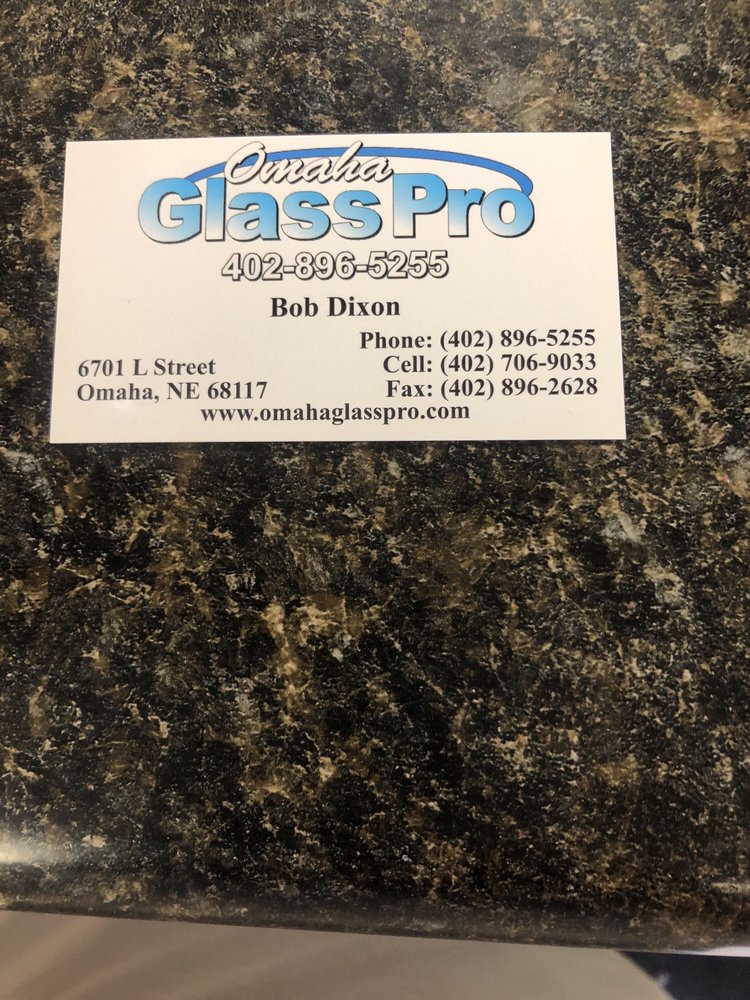 Omaha
Glass Pro
402-896-5255
Bob Dixon
Phone: (402) 896-5255
6701 L Street Cell: (402) 706-9033
Omaha, NE 68117 Fax: (402) 896-2628
www.omahaglasspro.com